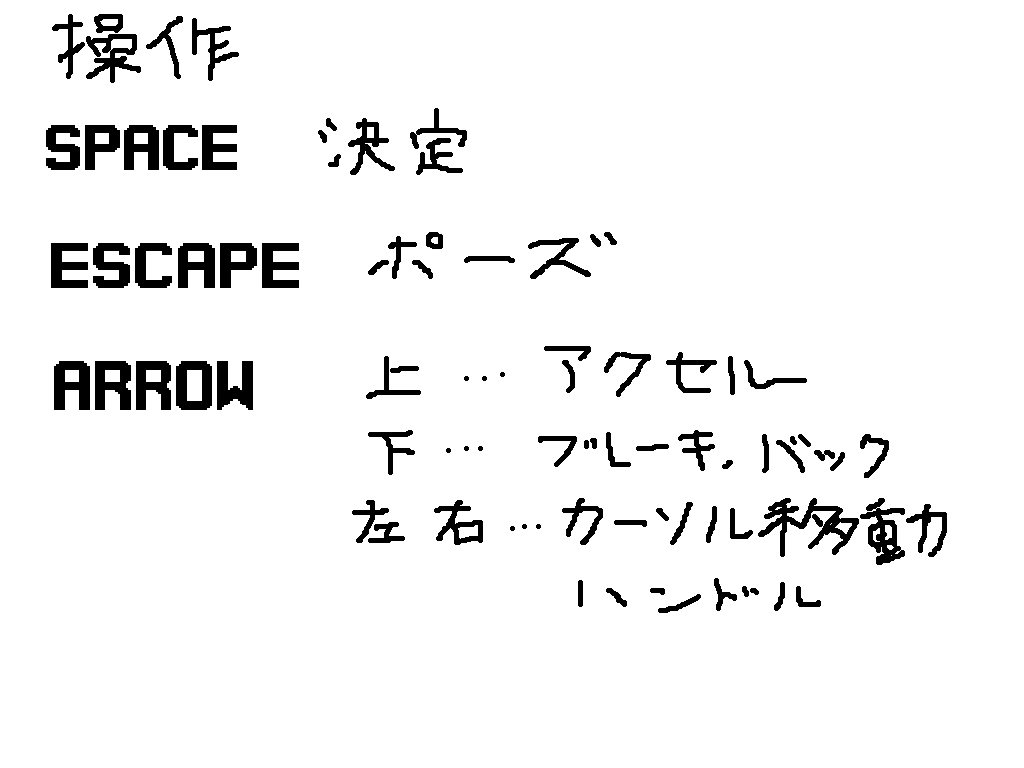 操作
SPACE 決定
ESCAPE ポーズ
ARROW 上 … アクセル
下 … ブレーキ, バック
左 右 … カーソル移動
ハンドル